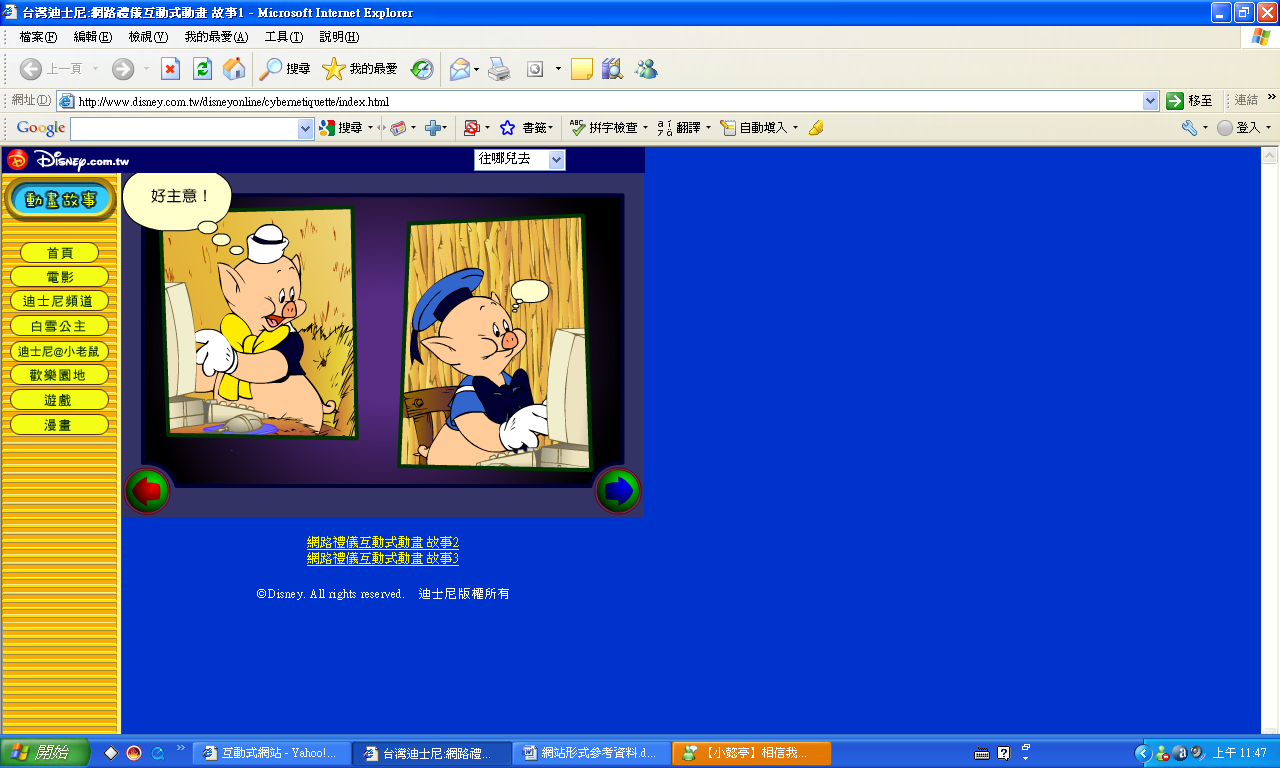 台灣迪士尼:網路禮儀互動式動畫 故事1 - Microsoft Internet Explorer
檔案(F) 編輯(E) 檢視(V) 我的最愛(A) 工具(T) 說明(H)
上一頁 搜尋 我的最愛
網址(D) http://www.disney.com.tw/disneyonline/cybernetiquette/index.html 移至 連結 »
Google 搜尋 書籤 ABC 拼字檢查 翻譯 自動填入 登入
Disney.com.tw 往哪兒去
動畫故事
好主意！
首頁
電影
迪士尼頻道
白雪公主
迪士尼@小老鼠
歡樂園地
遊戲
漫畫
網路禮儀互動式動畫 故事2
網路禮儀互動式動畫 故事3
©Disney. All rights reserved. 迪士尼版權所有
開始 » 互動式網站 - Yahoo!... 台灣迪士尼:網路禮... 網站形式參考資料.d... 【小懿亭】相信我... 上午 11:47